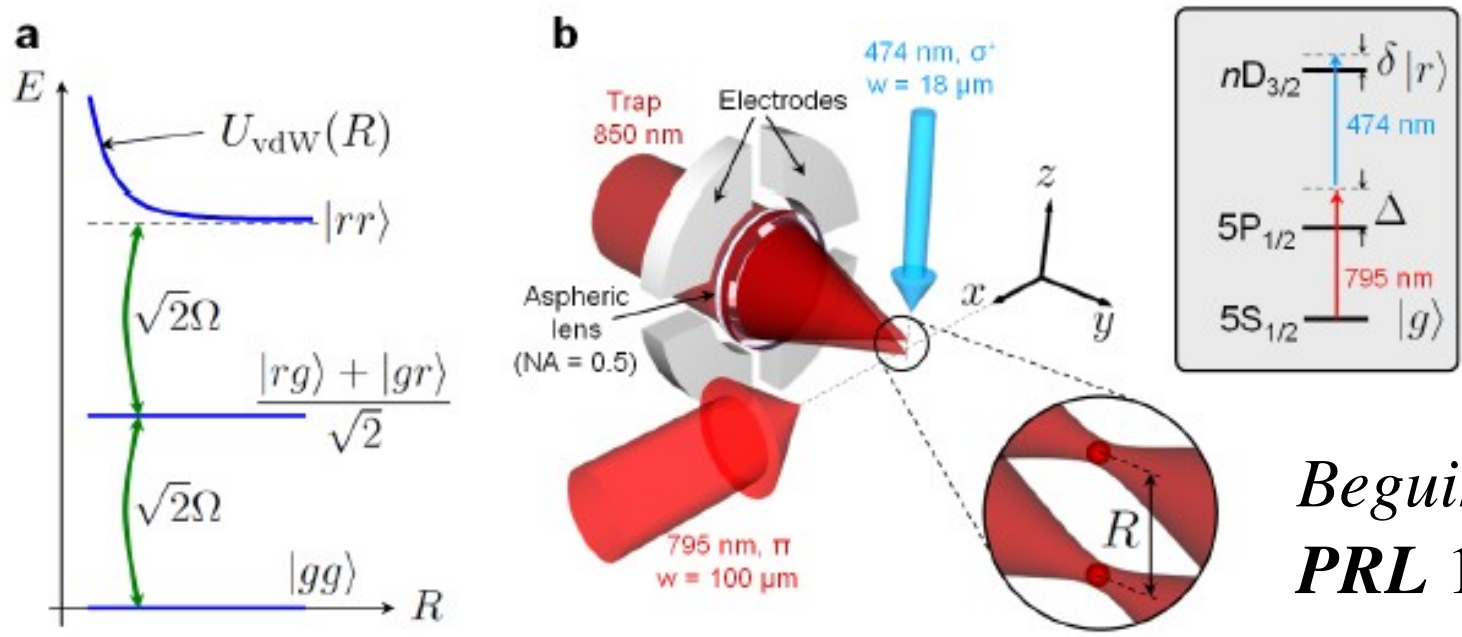 a
E
U_vdW(R)
|rr⟩
√2Ω
|rg⟩ + |gr⟩
√2
√2Ω
|gg⟩
R
b
474 nm, σ⁺
w = 18 μm
Trap
850 nm
Electrodes
Aspheric
lens
(NA = 0.5)
z
x
y
795 nm, π
w = 100 μm
R
nD₃/₂
δ |r⟩
474 nm
5P₁/₂
Δ
795 nm
5S₁/₂
|g⟩
PRL